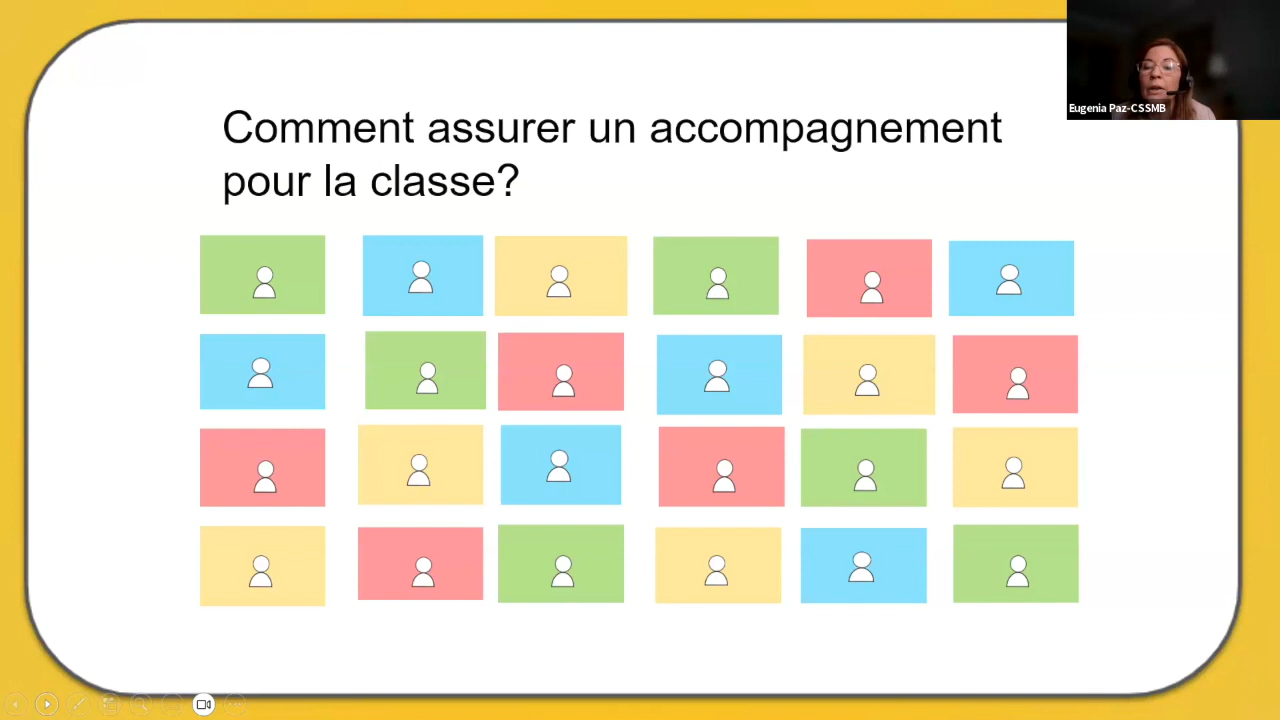 Eugenia Paz-CSSMB
Comment assurer un accompagnement
pour la classe?